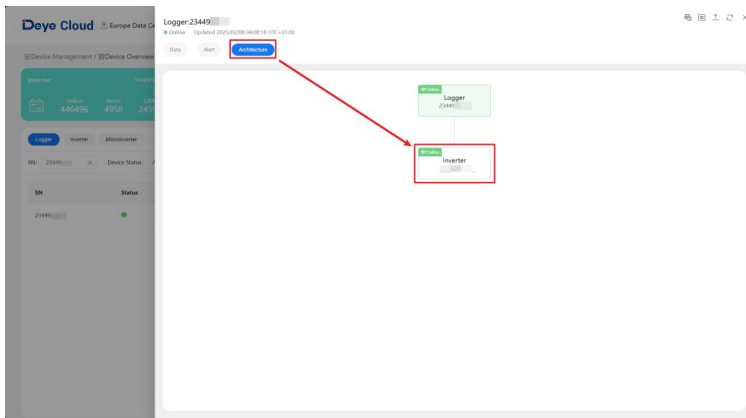 Deye Cloud
Europe Data Ce
Device Management / Device Overview
Inverter
Online
446496
Alerts
4958
Logger
Inverter
Microinverter
SN: 23449
Device Status:
SN
Status
23449
Logger:23449
Online Updated 2025/02/08 04:08:18 UTC+01:00
Data
Alert
Architecture
Online
Logger
23449
Online
Inverter